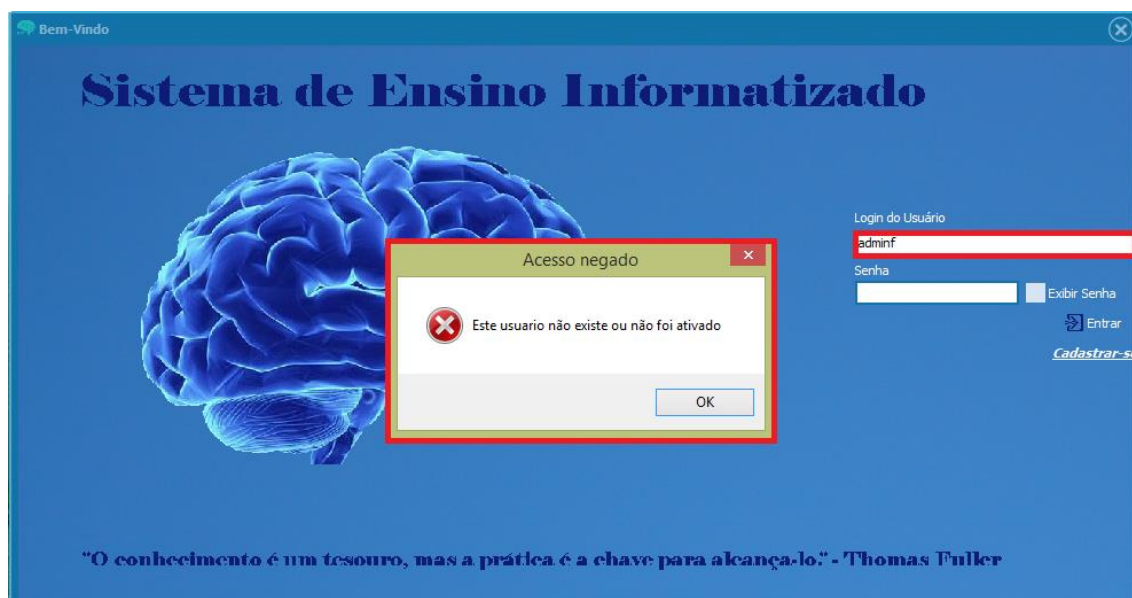 Bem-Vindo
Sistema de Ensino Informatizado
Login do Usuário
adminf
Senha
Exibir Senha
Entrar
Cadastrar-s
Acesso negado
Este usuario não existe ou não foi ativado
OK
"O conhecimento é um tesouro, mas a prática é a chave para alcança-lo." - Thomas Fuller